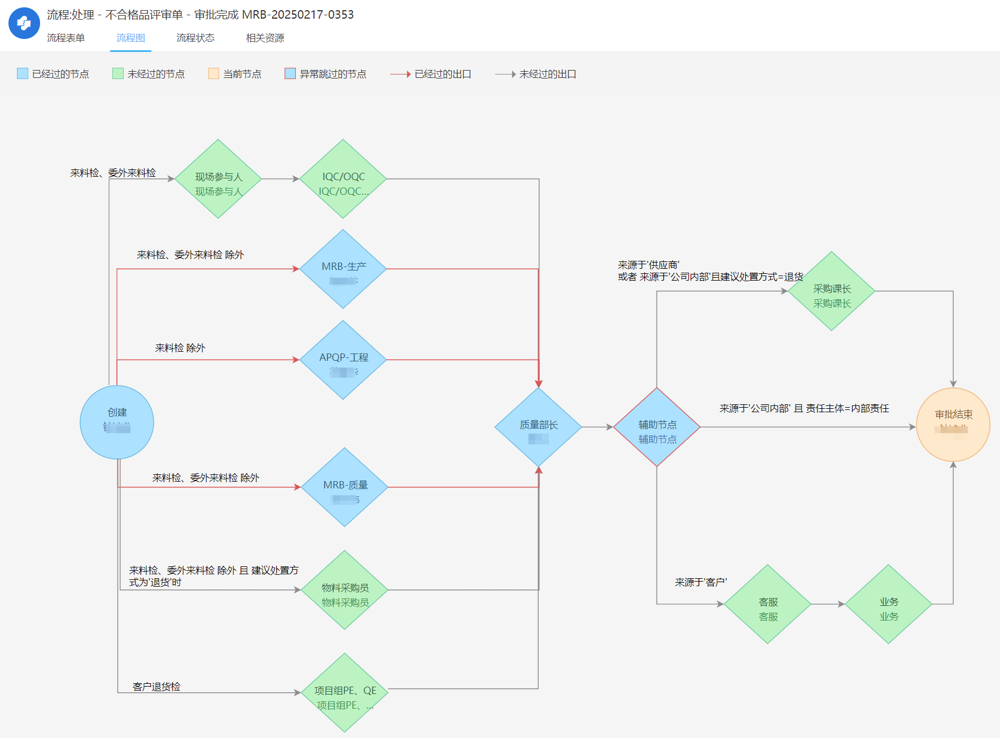 流程:处理 - 不合格品评审单 - 审批完成 MRB-20250217-0353
流程表单
流程图
流程状态
相关资源
已经过的节点
未经过的节点
当前节点
异常跳过的节点
已经过的出口
未经过的出口
来料检、委外来料检
现场参与人
现场参与人
IQC/OQC
IQC/OQC...
来料检、委外来料检 除外
MRB-生产
来源于'供应商'
或者 来源于'公司内部'且建议处置方式=退货
采购课长
采购课长
来料检 除外
APQP-工程
创建
质量部长
辅助节点
辅助节点
来源于'公司内部' 且 责任主体=内部责任
审批结束
来料检、委外来料检 除外
MRB-质量
来料检、委外来料检 除外 且 建议处置方
式为'退货'时
物料采购员
物料采购员
来源于'客户'
客服
客服
业务
业务
客户退货检
项目组PE、QE
项目组PE、...